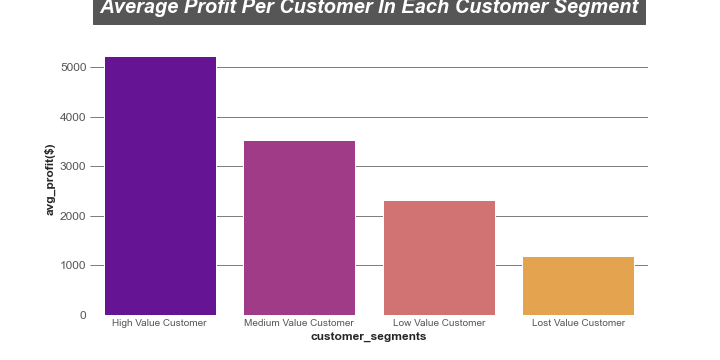 Average Profit Per Customer In Each Customer Segment
5000
4000
3000
2000
1000
0
avg_profit($)
High Value Customer
Medium Value Customer
Low Value Customer
Lost Value Customer
customer_segments